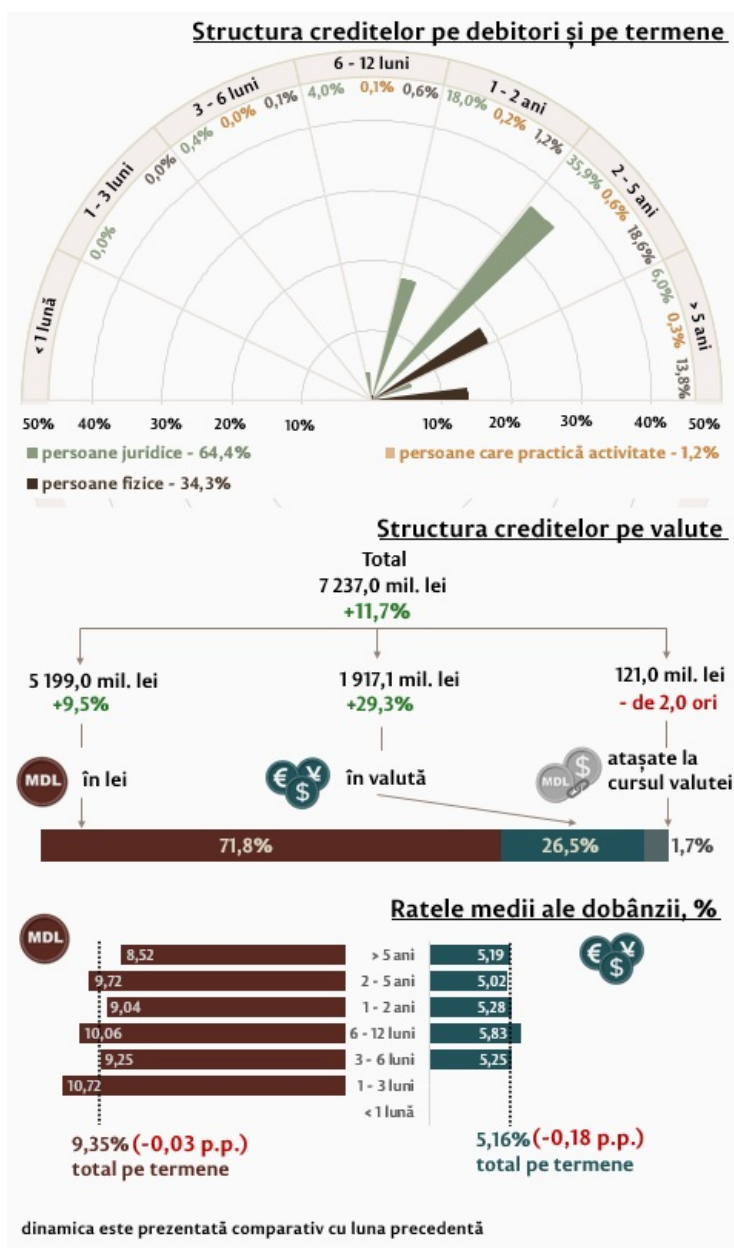 Structura creditelor pe debitori și pe termene
< 1 lună
1 - 3 luni
3 - 6 luni
6 - 12 luni
1 - 2 ani
2 - 5 ani
> 5 ani
0,0%
0,0%
0,4%
0,0%
0,1%
4,0%
0,1%
0,6%
18,0%
0,2%
1,2%
35,9%
0,6%
18,6%
6,0%
0,3%
13,8%
50% 40% 30% 20% 10% 10% 20% 30% 40% 50%
persoane juridice - 64,4%
persoane care practică activitate - 1,2%
persoane fizice - 34,3%
Structura creditelor pe valute
Total
7 237,0 mil. lei
+11,7%
5 199,0 mil. lei
+9,5%
1 917,1 mil. lei
+29,3%
121,0 mil. lei
- de 2,0 ori
MDL
în lei
€ ¥ $
în valută
MDL $
atașate la
cursul valutei
71,8%
26,5%
1,7%
Ratele medii ale dobânzii, %
MDL
€ ¥ $
8,52 > 5 ani 5,19
9,72 2 - 5 ani 5,02
9,04 1 - 2 ani 5,28
10,06 6 - 12 luni 5,83
9,25 3 - 6 luni 5,25
10,72 1 - 3 luni
< 1 lună
9,35% (-0,03 p.p.)
total pe termene
5,16% (-0,18 p.p.)
total pe termene
dinamica este prezentată comparativ cu luna precedentă